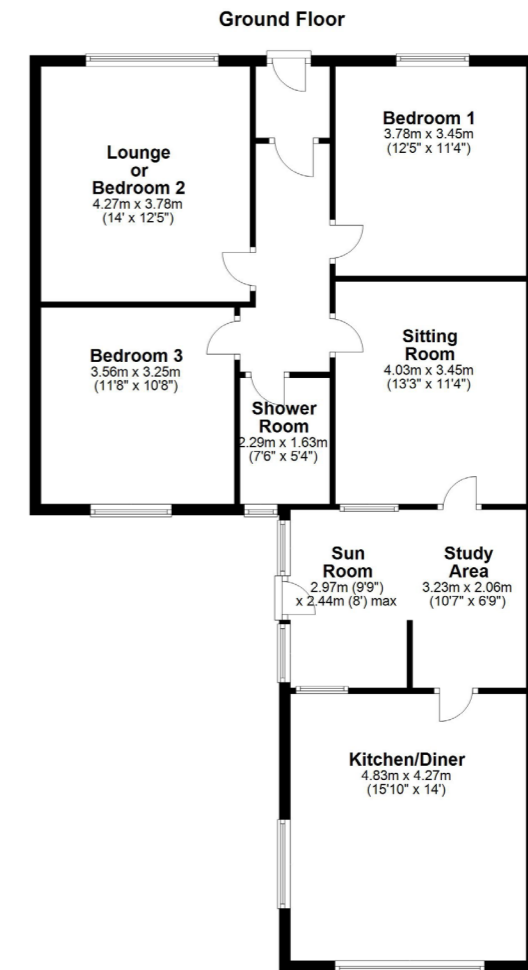 Ground Floor
Lounge
or
Bedroom 2
4.27m x 3.78m
(14' x 12'5")
Bedroom 1
3.78m x 3.45m
(12'5" x 11'4")
Bedroom 3
3.56m x 3.25m
(11'8" x 10'8")
Sitting
Room
4.03m x 3.45m
(13'3" x 11'4")
Shower
Room
2.29m x 1.63m
(7'6" x 5'4")
Sun
Room
2.97m (9'9")
x 2.44m (8') max
Study
Area
3.23m x 2.06m
(10'7" x 6'9")
Kitchen/Diner
4.83m x 4.27m
(15'10" x 14')